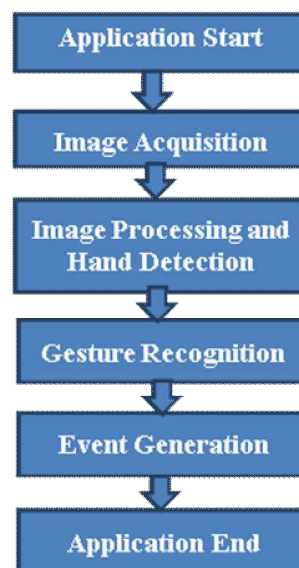 Application Start
Image Acquisition
Image Processing and
Hand Detection
Gesture Recognition
Event Generation
Application End